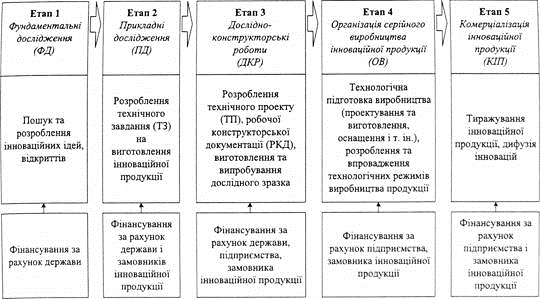 Етап 1
Фундаментальні
дослідження
(ФД)
Пошук та
розроблення
інноваційних ідей,
відкриттів
Фінансування за
рахунок держави
Етап 2
Прикладні
дослідження
(ПД)
Розроблення
технічного
завдання (ТЗ)
на
виготовлення
інноваційної
продукції
Фінансування
за рахунок
держави і
замовників
інноваційної
продукції
Етап 3
Дослідно-
конструкторські
роботи
(ДКР)
Розроблення
технічного проекту
(ТП), робочої
конструкторської
документації (РКД),
виготовлення та
випробування
дослідного зразка
Фінансування за
рахунок держави,
підприємства,
замовника
інноваційної продукції
Етап 4
Організація серійного
виробництва
інноваційної продукції
(ОВ)
Технологічна
підготовка виробництва
(проектування та
виготовлення,
оснащення і т. ін.),
розроблення та
впровадження
технологічних режимів
виробництва продукції
Фінансування за
рахунок підприємства,
замовника інноваційної
продукції
Етап 5
Комерціалізація
інноваційної
продукції
(КІП)
Тиражування
інноваційної
продукції, дифузія
інновацій
Фінансування за
рахунок
підприємства і
замовника
інноваційної
продукції